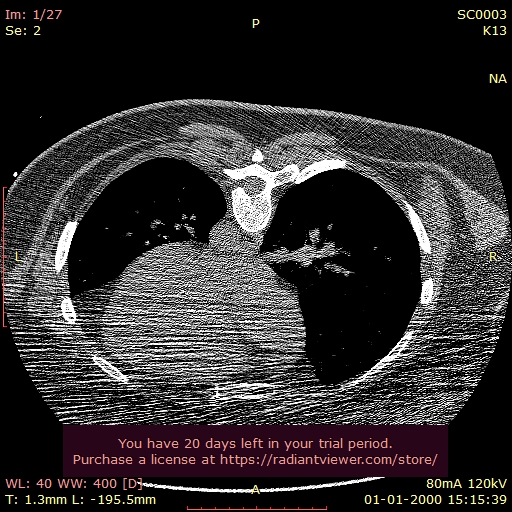 Im: 1/27
Se: 2
P
SC0003
K13
NA
L
R
You have 20 days left in your trial period.
Purchase a license at https://radiantviewer.com/store/
WL: 40 WW: 400 [D]
T: 1.3mm L: -195.5mm
A
80mA 120kV
01-01-2000 15:15:39